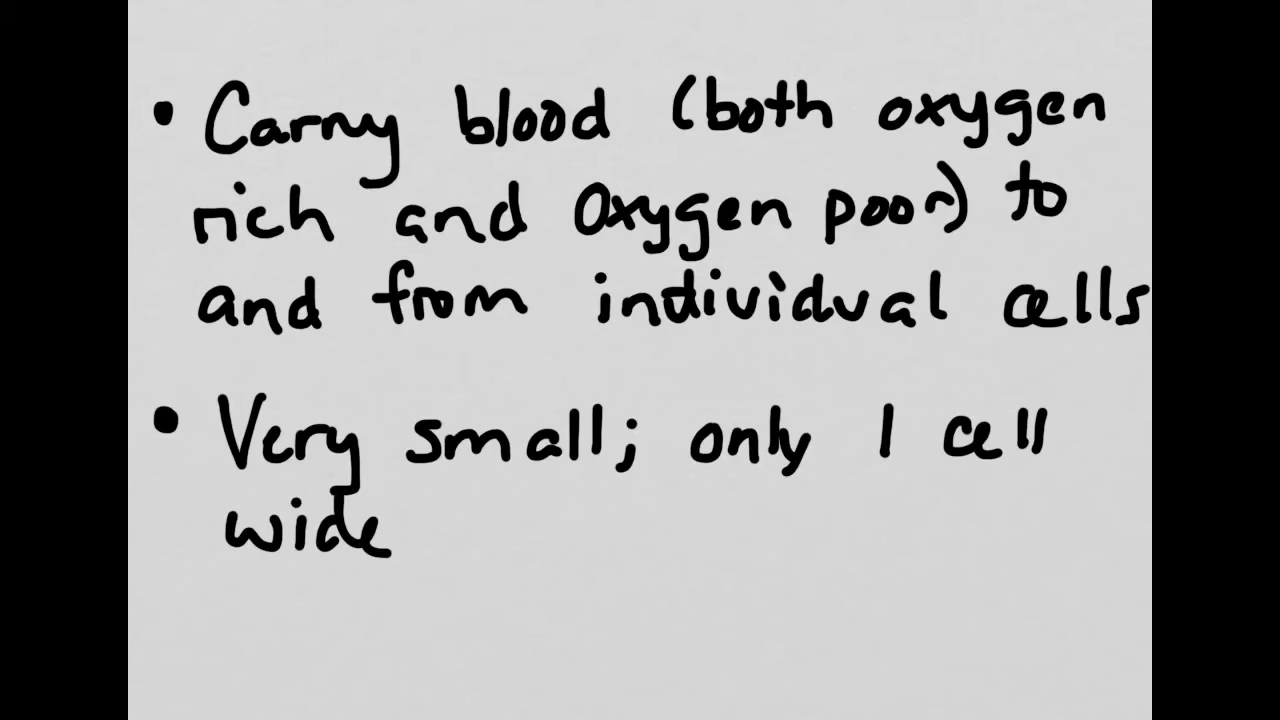 • Carry blood (both oxygen
rich and oxygen poor) to
and from individual cells
• Very small; only 1 cell
wide